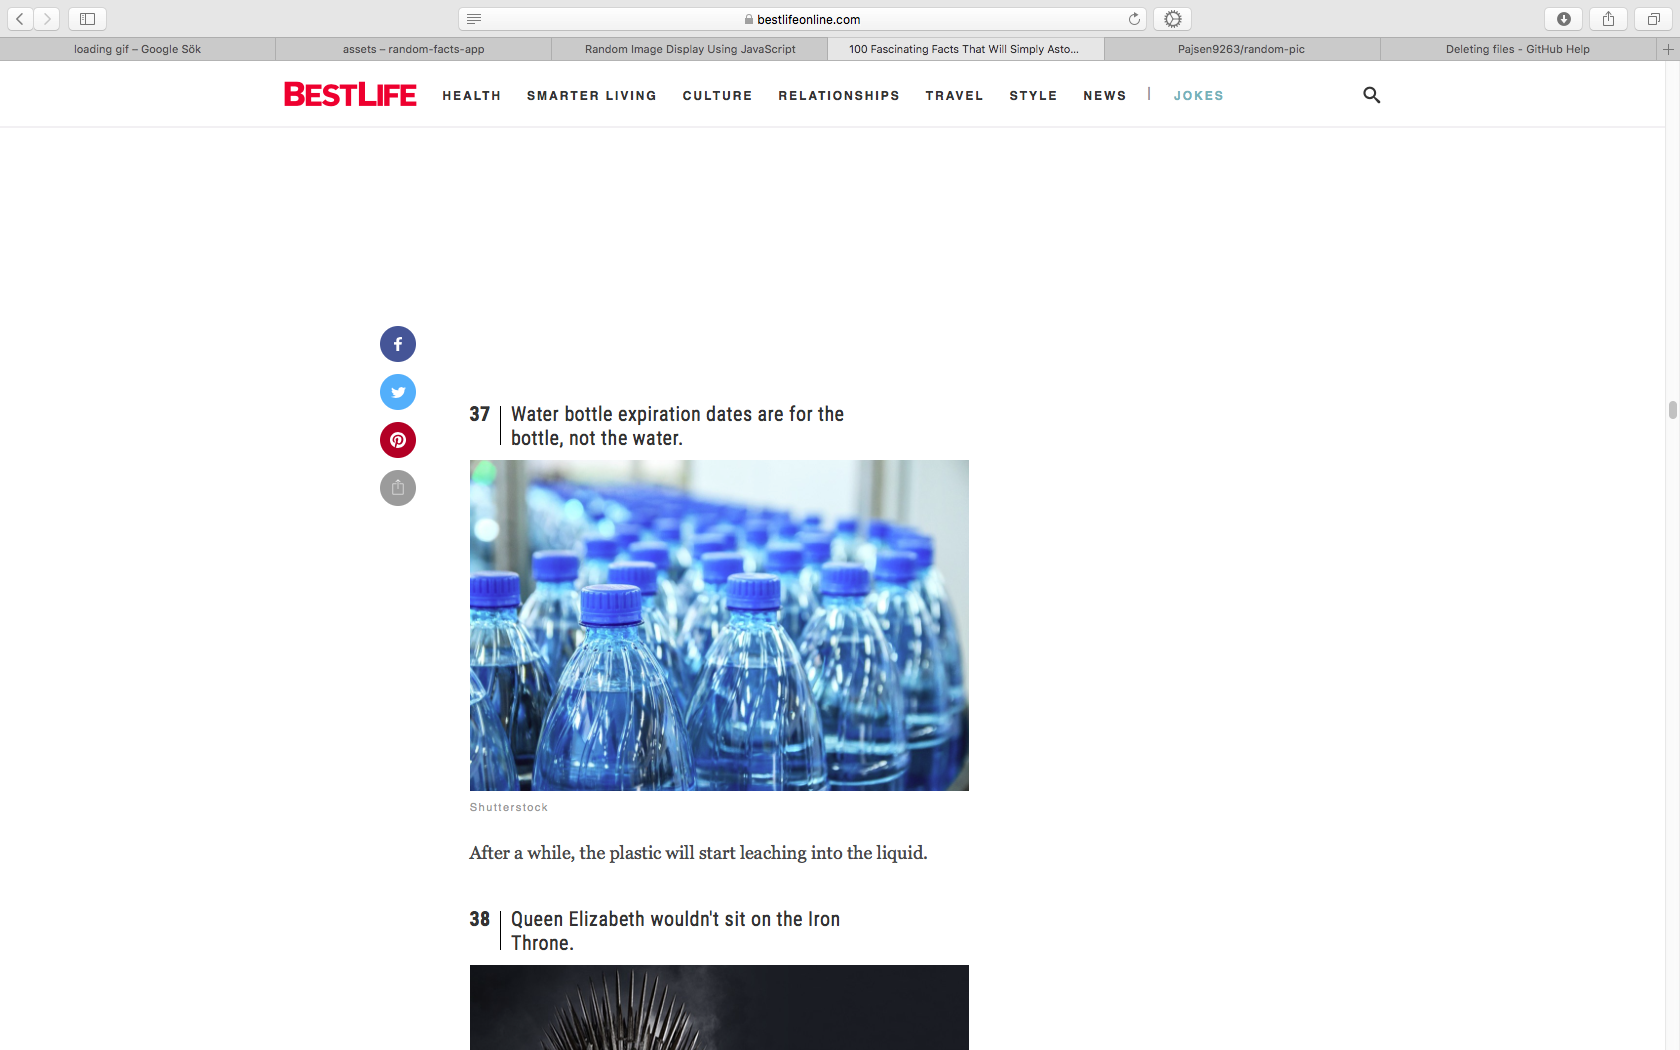 bestlifeonline.com
loading gif – Google Sök
assets – random-facts-app
Random Image Display Using JavaScript
100 Fascinating Facts That Will Simply Asto...
Pajsen9263/random-pic
Deleting files - GitHub Help
BESTLIFE
HEALTH
SMARTER LIVING
CULTURE
RELATIONSHIPS
TRAVEL
STYLE
NEWS
JOKES
37
Water bottle expiration dates are for the
bottle, not the water.
Shutterstock
After a while, the plastic will start leaching into the liquid.
38
Queen Elizabeth wouldn't sit on the Iron
Throne.